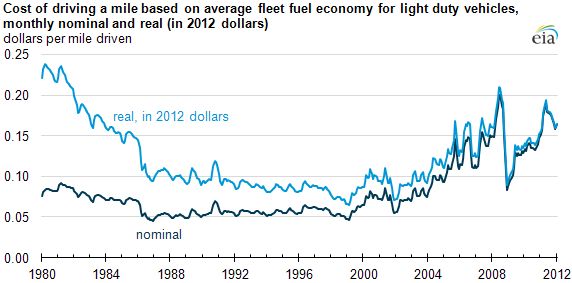 Cost of driving a mile based on average fleet fuel economy for light duty vehicles,
monthly nominal and real (in 2012 dollars)
dollars per mile driven
eia
0.25
0.20
0.15
0.10
0.05
0.00
real, in 2012 dollars
nominal
1980 1984 1988 1992 1996 2000 2004 2008 2012